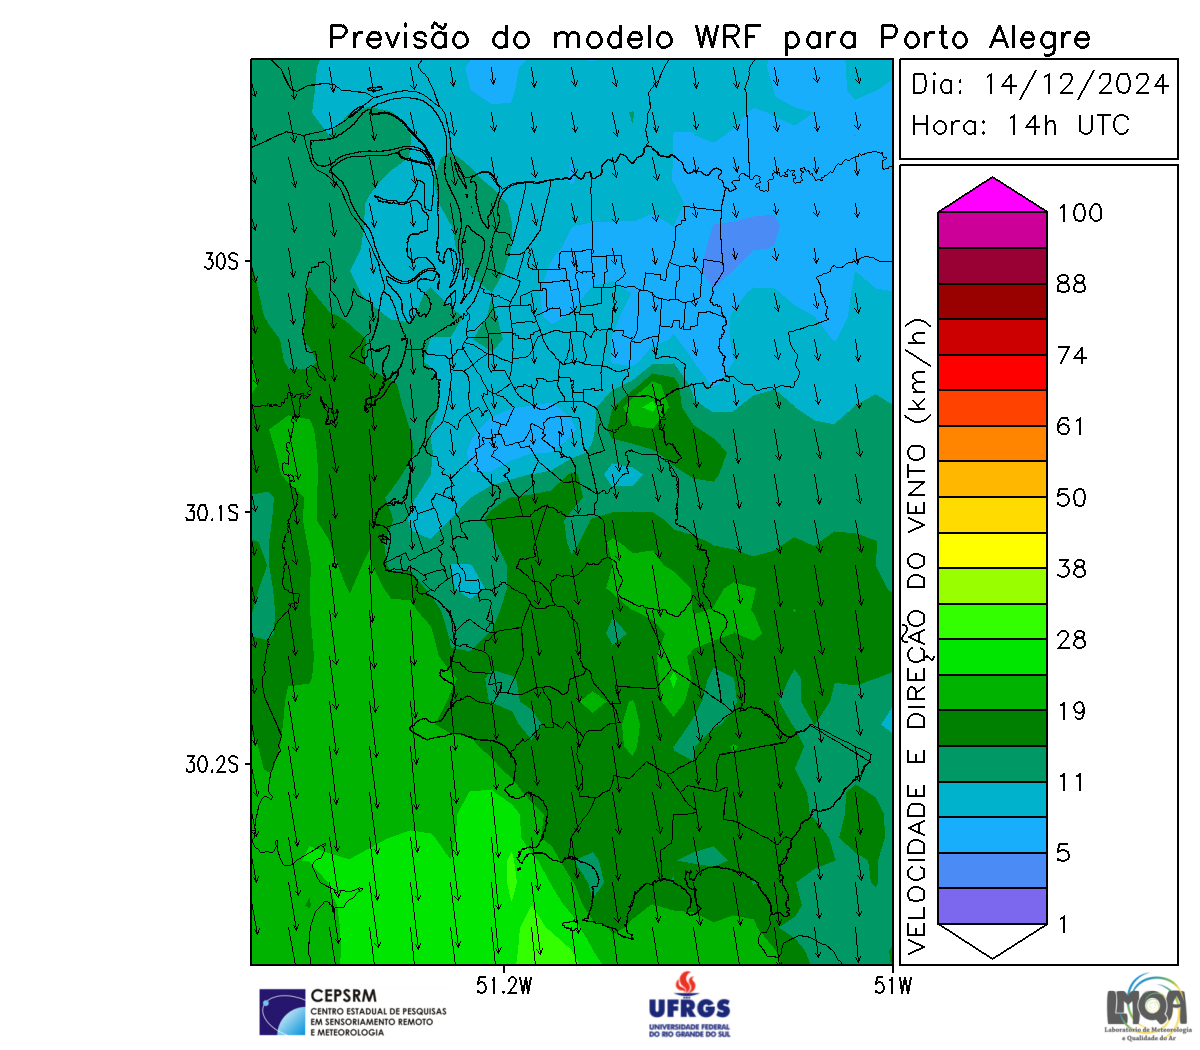 Previsão do modelo WRF para Porto Alegre
Dia: 14/12/2024
Hora: 14h UTC
30S
30.1S
30.2S
51.2W
51W
VELOCIDADE E DIREÇÃO DO VENTO (km/h)
100
88
74
61
50
38
28
19
11
5
1
CEPSRM
CENTRO ESTADUAL DE PESQUISAS
EM SENSORIAMENTO REMOTO
E METEOROLOGIA
UFRGS
UNIVERSIDADE FEDERAL
DO RIO GRANDE DO SUL
LMQA
Laboratório de Meteorologia
e Qualidade do Ar